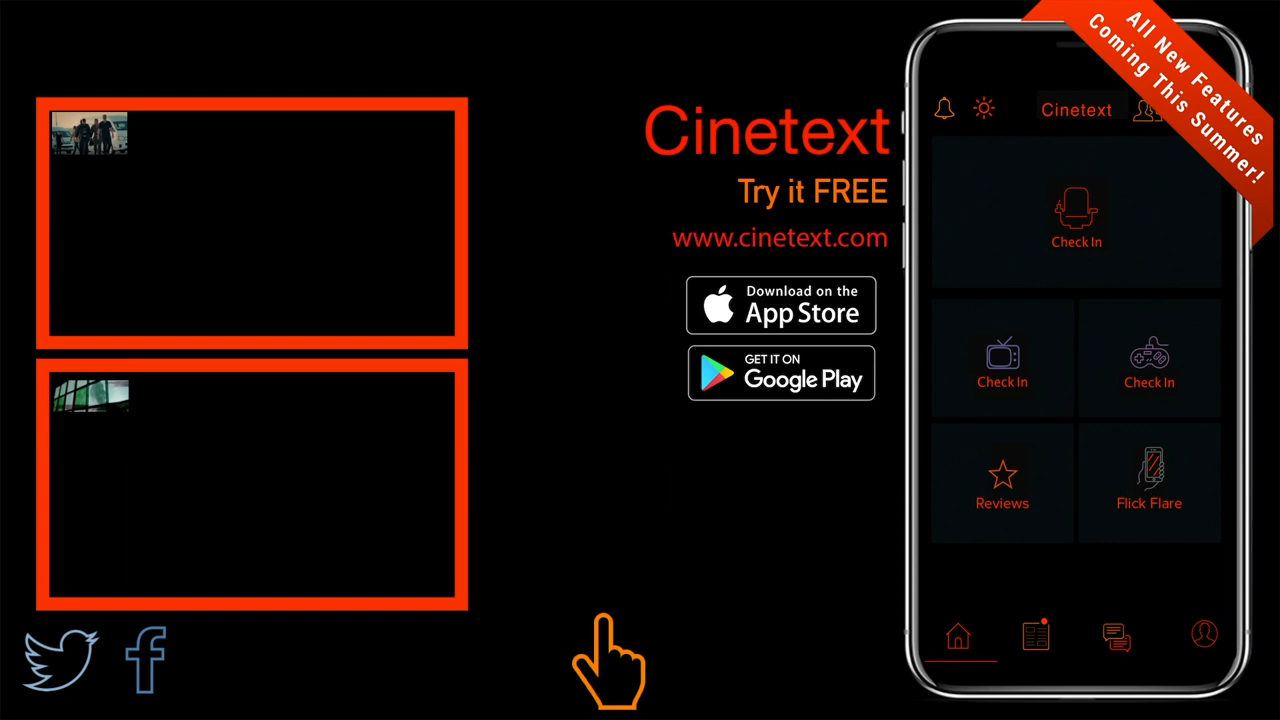 All New Features
Coming This Summer!
Cinetext
Try it FREE
www.cinetext.com
Download on the
App Store
GET IT ON
Google Play
Cinetext
Check In
Check In
Check In
Reviews
Flick Flare